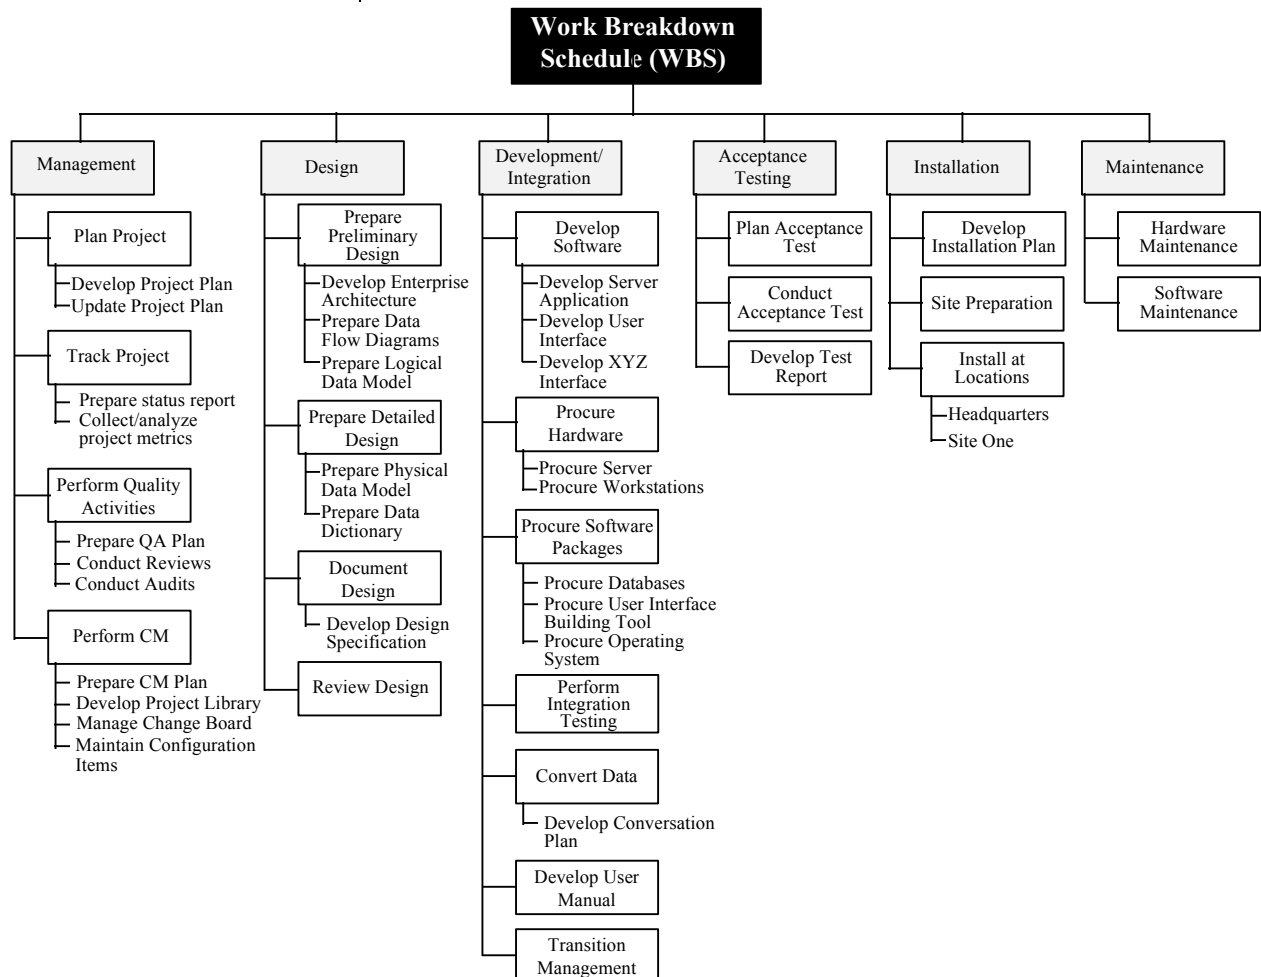 Work Breakdown
Schedule (WBS)
Management
Plan Project
Develop Project Plan
Update Project Plan
Track Project
Prepare status report
Collect/analyze
project metrics
Perform Quality
Activities
Prepare QA Plan
Conduct Reviews
Conduct Audits
Perform CM
Prepare CM Plan
Develop Project Library
Manage Change Board
Maintain Configuration
Items
Design
Prepare
Preliminary
Design
Develop Enterprise
Architecture
Prepare Data
Flow Diagrams
Prepare Logical
Data Model
Prepare Detailed
Design
Prepare Physical
Data Model
Prepare Data
Dictionary
Document
Design
Develop Design
Specification
Review Design
Development/
Integration
Develop
Software
Develop Server
Application
Develop User
Interface
Develop XYZ
Interface
Procure
Hardware
Procure Server
Procure Workstations
Procure Software
Packages
Procure Databases
Procure User Interface
Building Tool
Procure Operating
System
Perform
Integration
Testing
Convert Data
Develop Conversation
Plan
Develop User
Manual
Transition
Management
Acceptance
Testing
Plan Acceptance
Test
Conduct
Acceptance Test
Develop Test
Report
Installation
Develop
Installation Plan
Site Preparation
Install at
Locations
Headquarters
Site One
Maintenance
Hardware
Maintenance
Software
Maintenance